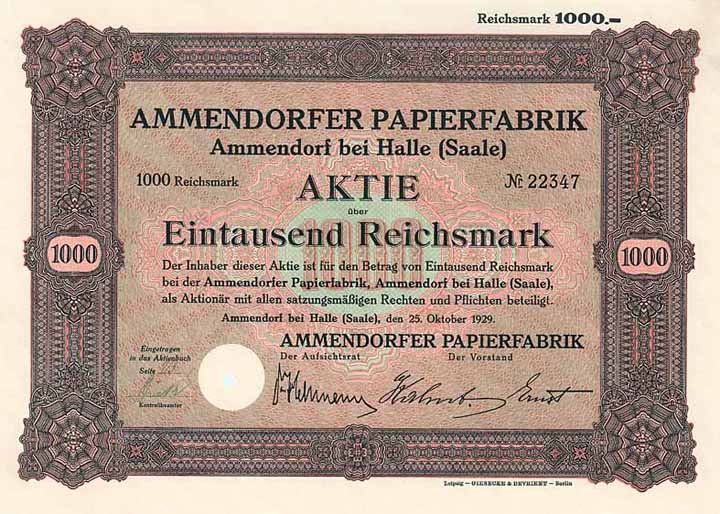 Reichsmark 1000.-
AMMENDORFER PAPIERFABRIK
Ammendorf bei Halle (Saale)
1000 Reichsmark AKTIE № 22347
über
Eintausend Reichsmark
1000 1000
Der Inhaber dieser Aktie ist für den Betrag von Eintausend Reichsmark
bei der Ammendorfer Papierfabrik, Ammendorf bei Halle (Saale),
als Aktionär mit allen satzungsmäßigen Rechten und Pflichten beteiligt.
Ammendorf bei Halle (Saale), den 25. Oktober 1929.
AMMENDORFER PAPIERFABRIK
Eingetragen
in das Aktienbuch
Der Aufsichtsrat Der Vorstand
Seite
Kontrollbeamter
1000 1000
Leipzig — GIESECKE & DEVRIENT — Berlin